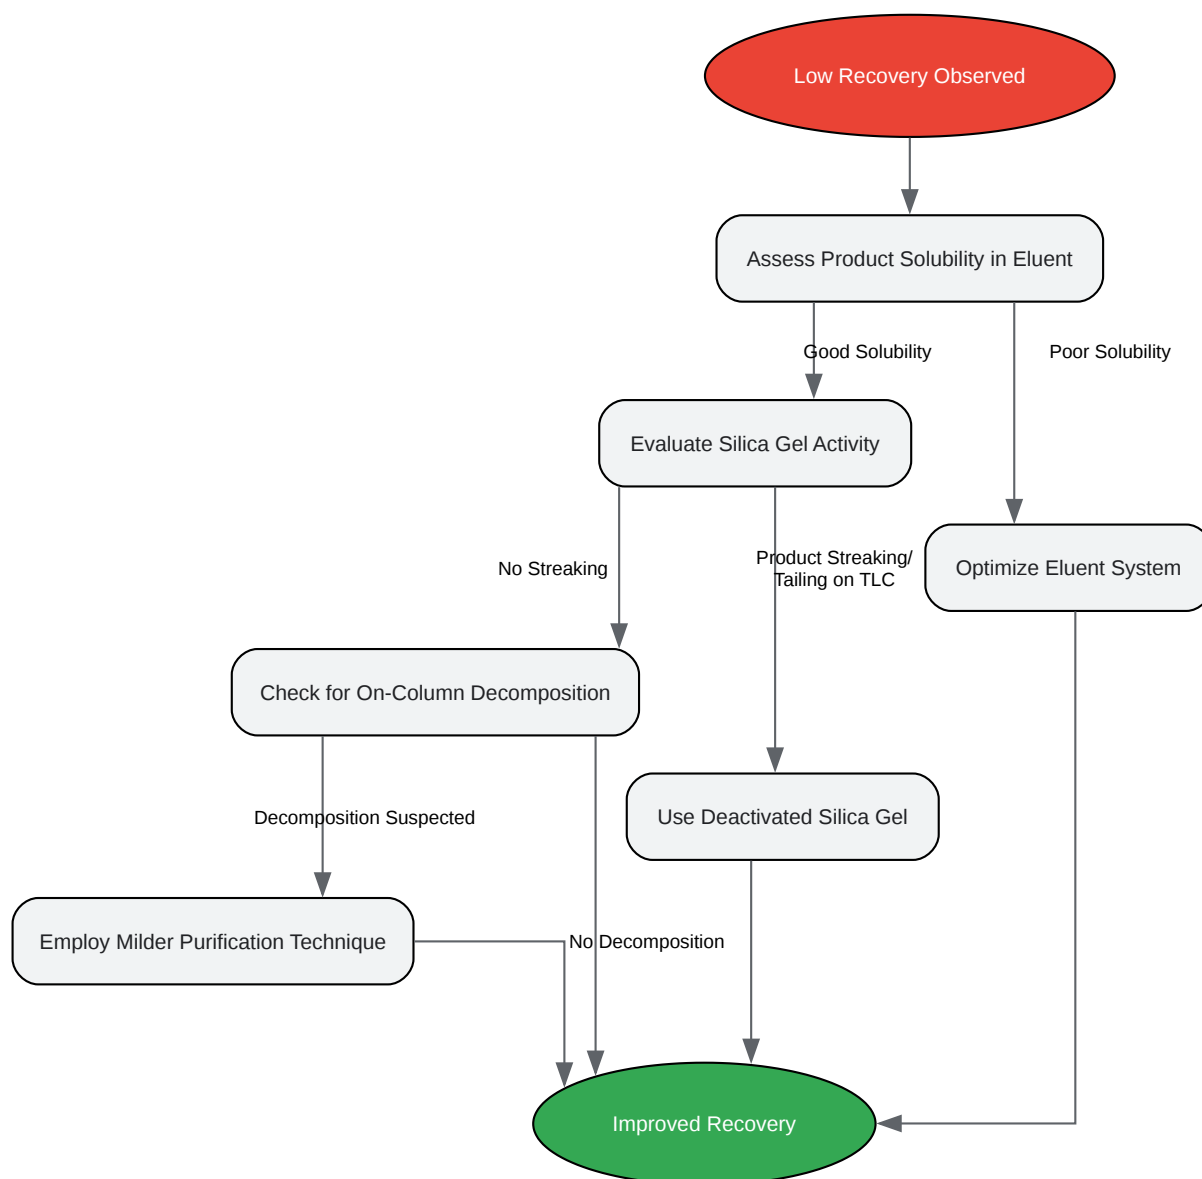 Low Recovery Observed
Assess Product Solubility in Eluent
Good Solubility
Poor Solubility
Evaluate Silica Gel Activity
No Streaking
Product Streaking/
Tailing on TLC
Optimize Eluent System
Check for On-Column Decomposition
Decomposition Suspected
Use Deactivated Silica Gel
Employ Milder Purification Technique
No Decomposition
Improved Recovery